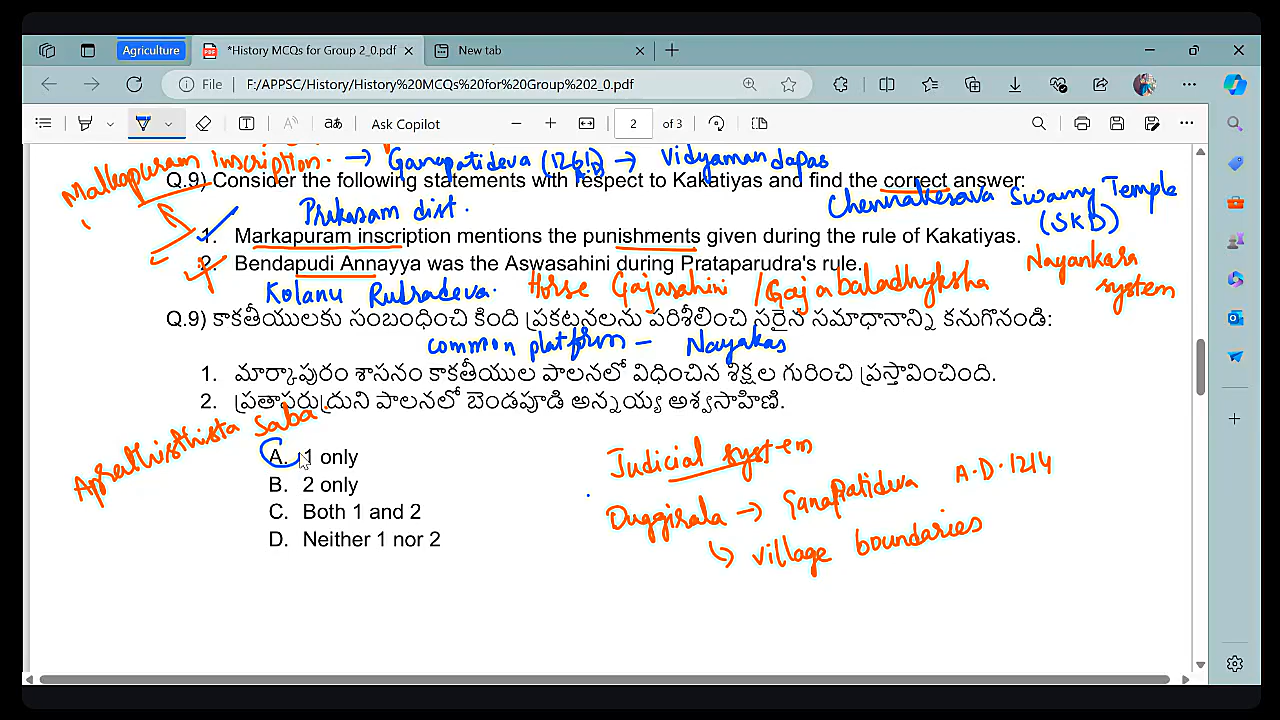 Agriculture
*History MCQs for Group 2_0.pdf
New tab
File
F:/APPSC/History/History%20MCQs%20for%20Group%202_0.pdf
2
of 3
Ask Copilot
Malkapuram inscription. → Ganapatideva (1261) → Vidyamandapas
Q.9) Consider the following statements with respect to Kakatiyas and find the correct answer:
Prakasam dist.
Chennakesava Swamy Temple
(SKD)
1. Markapuram inscription mentions the punishments given during the rule of Kakatiyas.
2. Bendapudi Annayya was the Aswasahini during Prataparudra's rule.
Nayankara
system
Kolanu Rudradeva.
Horse Gajasahini /Gajabaladhyksha
Q.9) కాకతీయులకు సంబంధించి కింది ప్రకటనలను పరిశీలించి సరైన సమాధానాన్ని కనుగొనండి:
common platform – Nayakas
1. మార్కాపురం శాసనం కాకతీయుల పాలనలో విధించిన శిక్షల గురించి ప్రస్తావించింది.
2. ప్రతాపరుద్రుని పాలనలో బెండపూడి అన్నయ్య అశ్వసాహిణి.
Aprathisthista saba.
A. 1 only
B. 2 only
C. Both 1 and 2
D. Neither 1 nor 2
Judicial system
Duggirala → Ganapatideva A.D. 1214
↳ village boundaries